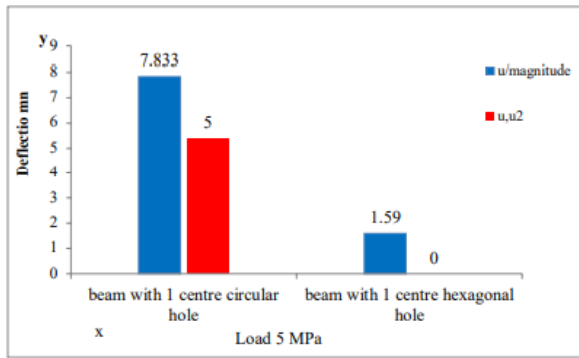 y
9
8
7
6
5
4
3
2
1
0
Deflectio mn
7.833
5
1.59
0
u/magnitude
u,u2
beam with 1 centre circular
hole
beam with 1 centre hexagonal
hole
x
Load 5 MPa